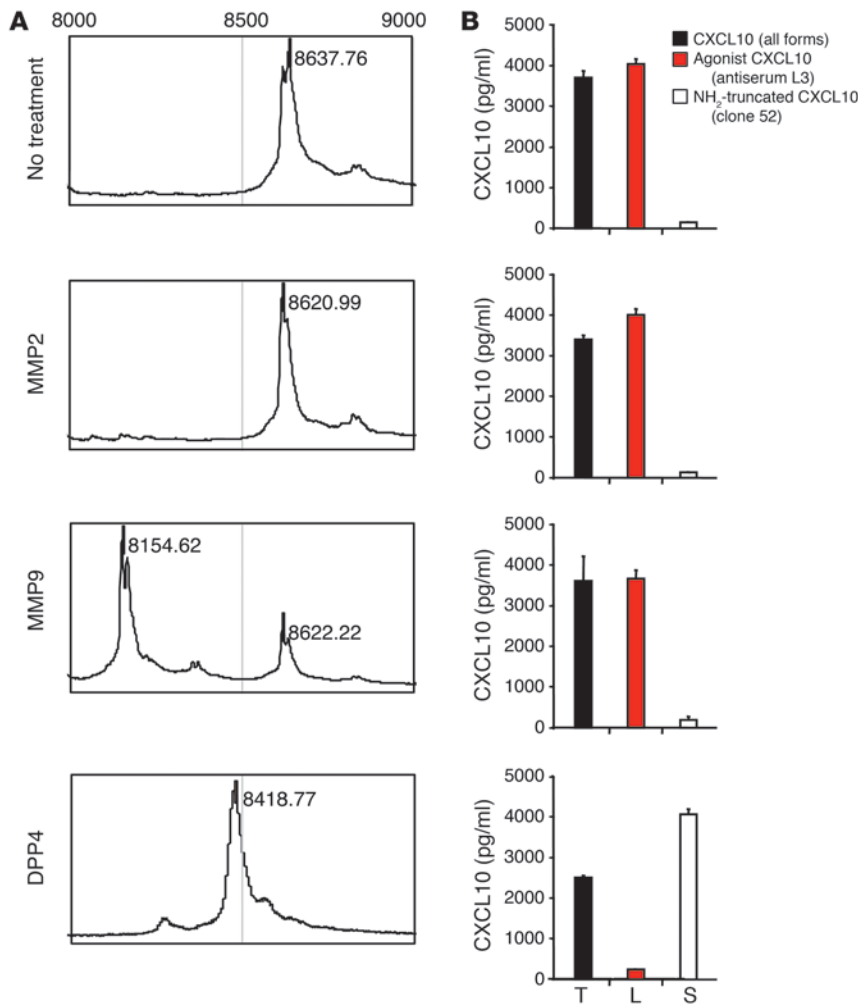 A
8000 8500 9000
No treatment
8637.76
MMP2
8620.99
MMP9
8154.62
8622.22
DPP4
8418.77
B
CXCL10 (pg/ml)
5000
4000
3000
2000
1000
0
CXCL10 (all forms)
Agonist CXCL10
(antiserum L3)
NH2-truncated CXCL10
(clone 52)
CXCL10 (pg/ml)
5000
4000
3000
2000
1000
0
CXCL10 (pg/ml)
5000
4000
3000
2000
1000
0
CXCL10 (pg/ml)
5000
4000
3000
2000
1000
0
T L S